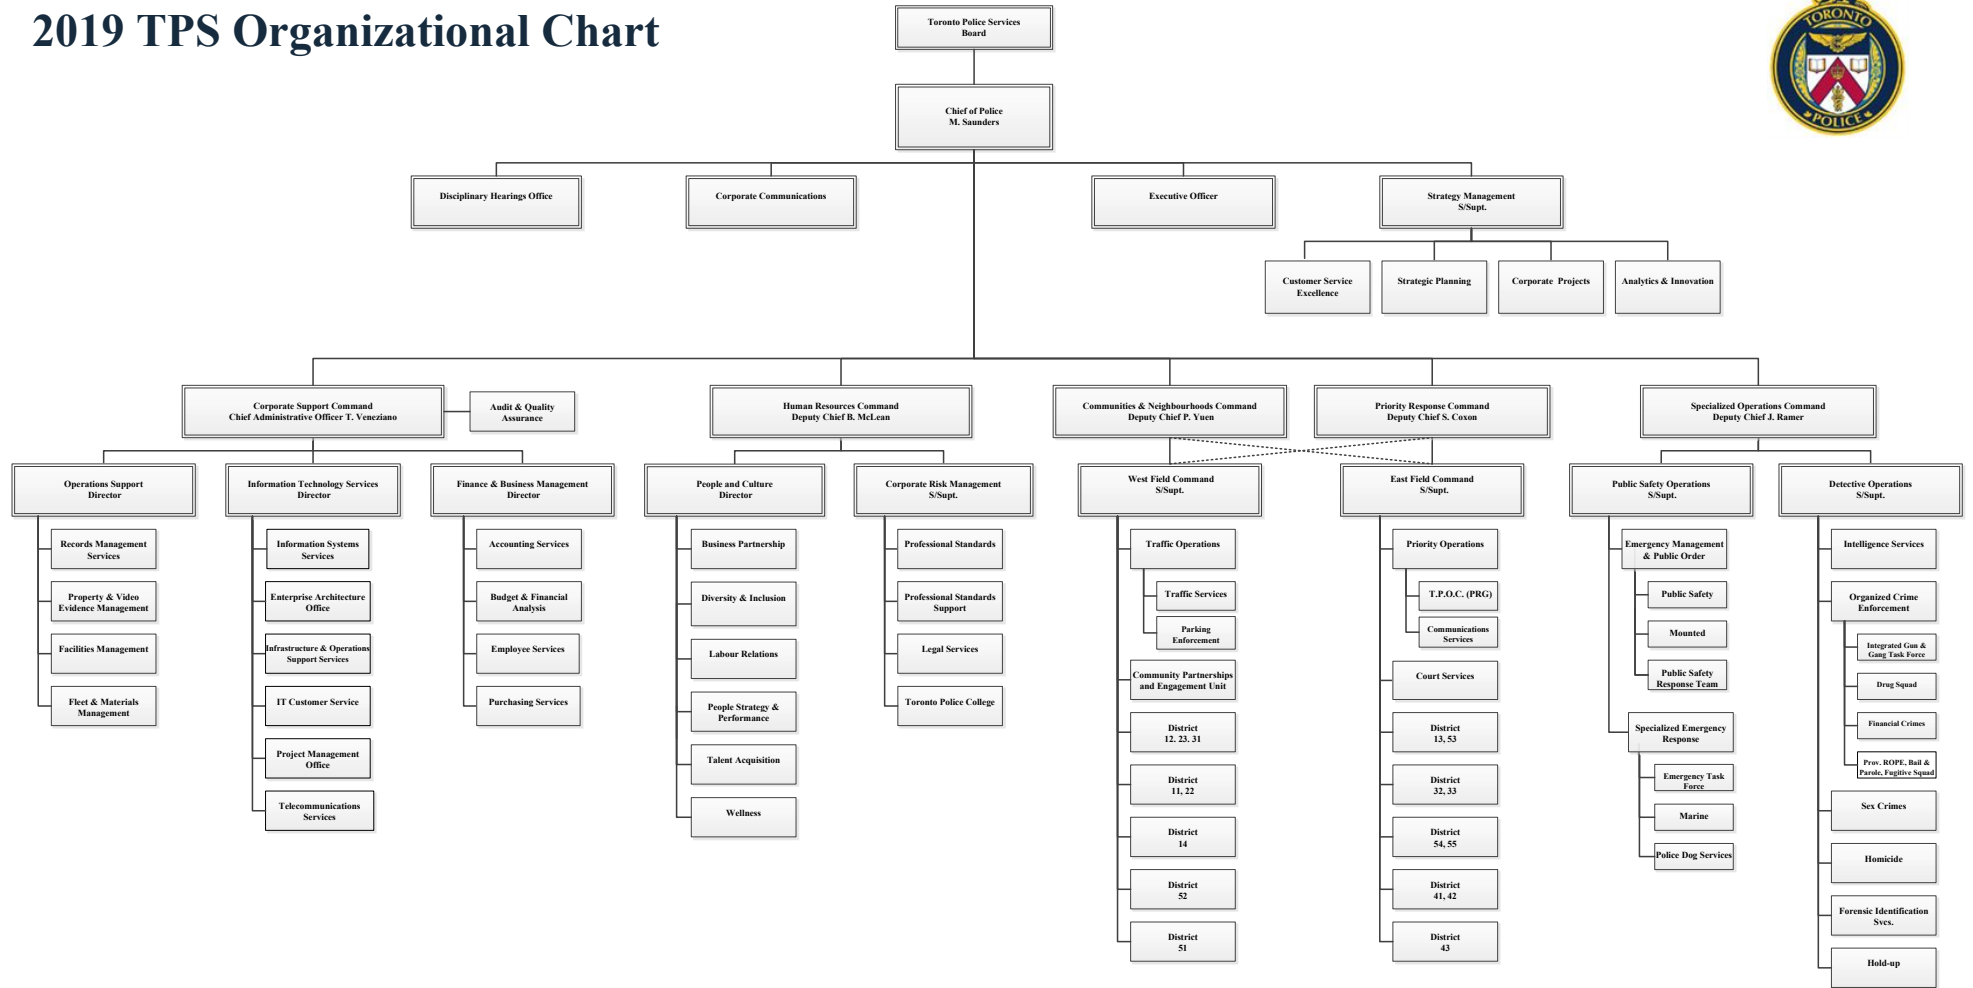 2019 TPS Organizational Chart
TORONTO
POLICE
Toronto Police Services
Board
Chief of Police
M. Saunders
Disciplinary Hearings Office
Corporate Communications
Executive Officer
Strategy Management
S/Supt.
Customer Service
Excellence
Strategic Planning
Corporate Projects
Analytics & Innovation
Corporate Support Command
Chief Administrative Officer T. Veneziano
Audit & Quality
Assurance
Human Resources Command
Deputy Chief B. McLean
Communities & Neighbourhoods Command
Deputy Chief P. Yuen
Priority Response Command
Deputy Chief S. Coxon
Specialized Operations Command
Deputy Chief J. Ramer
Operations Support
Director
Records Management
Services
Property & Video
Evidence Management
Facilities Management
Fleet & Materials
Management
Information Technology Services
Director
Information Systems
Services
Enterprise Architecture
Office
Infrastructure & Operations
Support Services
IT Customer Service
Project Management
Office
Telecommunications
Services
Finance & Business Management
Director
Accounting Services
Budget & Financial
Analysis
Employee Services
Purchasing Services
People and Culture
Director
Business Partnership
Diversity & Inclusion
Labour Relations
People Strategy &
Performance
Talent Acquisition
Wellness
Corporate Risk Management
S/Supt.
Professional Standards
Professional Standards
Support
Legal Services
Toronto Police College
West Field Command
S/Supt.
Traffic Operations
Traffic Services
Parking
Enforcement
Community Partnerships
and Engagement Unit
District
12. 23. 31
District
11, 22
District
14
District
52
District
51
East Field Command
S/Supt.
Priority Operations
T.P.O.C. (PRG)
Communications
Services
Court Services
District
13, 53
District
32, 33
District
54, 55
District
41, 42
District
43
Public Safety Operations
S/Supt.
Emergency Management
& Public Order
Public Safety
Mounted
Public Safety
Response Team
Specialized Emergency
Response
Emergency Task
Force
Marine
Police Dog Services
Detective Operations
S/Supt.
Intelligence Services
Organized Crime
Enforcement
Integrated Gun &
Gang Task Force
Drug Squad
Financial Crimes
Prov. ROPE, Bail &
Parole, Fugitive Squad
Sex Crimes
Homicide
Forensic Identification
Svcs.
Hold-up